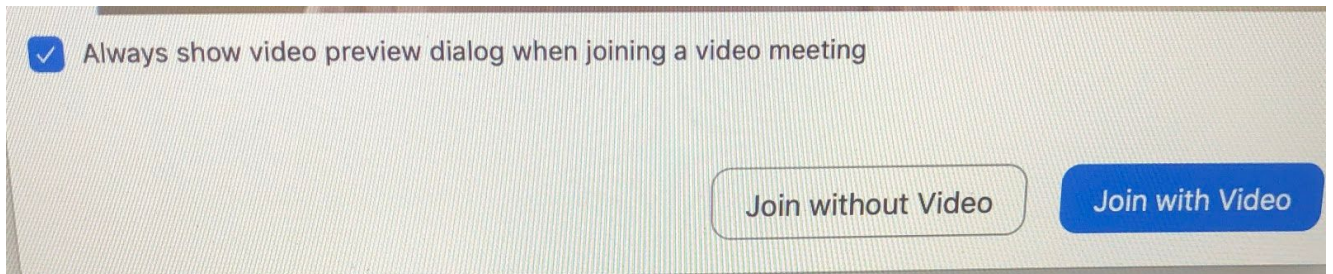 Always show video preview dialog when joining a video meeting
Join without Video
Join with Video